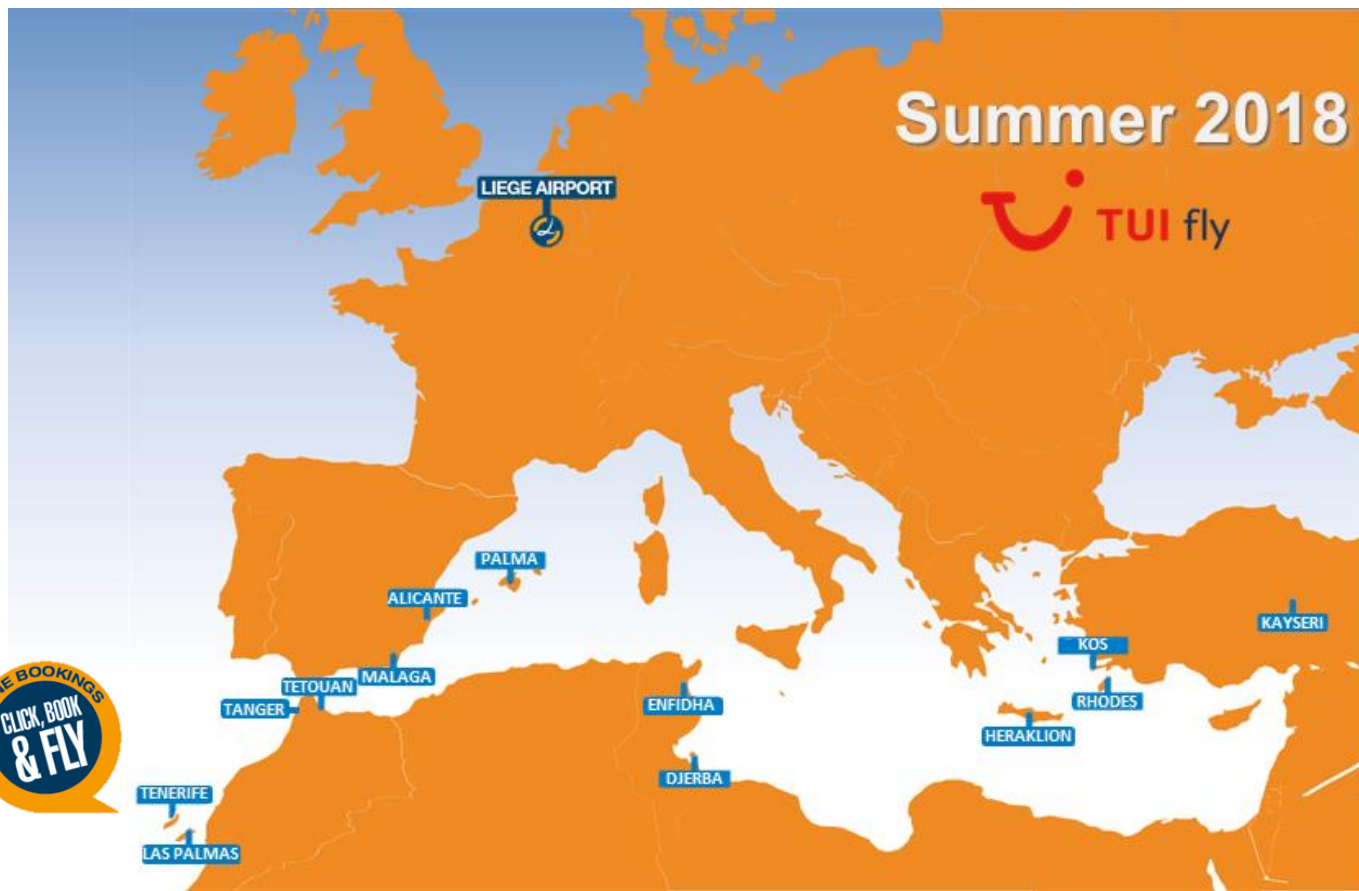 Summer 2018
TUI fly
LIEGE AIRPORT
PALMA
ALICANTE
KAYSERI
KOS
MALAGA
TETOUAN
TANGER
ENFIDHA
RHODES
HERAKLION
DJERBA
BOOKINGS
CLICK, BOOK
& FLY
TENERIFE
LAS PALMAS